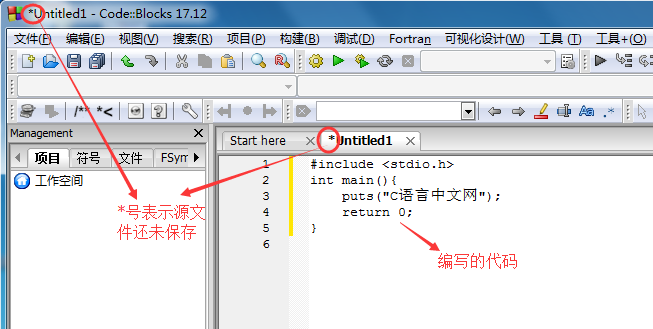 *Untitled1 - Code::Blocks 17.12
文件(F) 编辑(E) 视图(V) 搜索(R) 项目(P) 构建(B) 调试(D) Fortran 可视化设计(W) 工具 (T) 工具+(O)
/** *<
Aa .*
Management
项目 符号 文件 FSym
工作空间
Start here *Untitled1
1 #include <stdio.h>
2 int main(){
3 puts("C语言中文网");
4 return 0;
5 }
6
*号表示源文
件还未保存
编写的代码